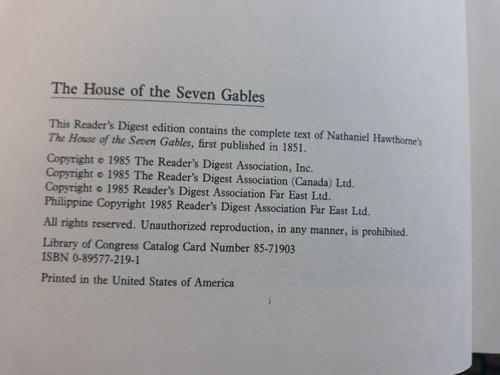 The House of the Seven Gables
This Reader's Digest edition contains the complete text of Nathaniel Hawthorne's
The House of the Seven Gables, first published in 1851.
Copyright © 1985 The Reader's Digest Association, Inc.
Copyright © 1985 The Reader's Digest Association (Canada) Ltd.
Copyright © 1985 Reader's Digest Association Far East Ltd.
Philippine Copyright 1985 Reader's Digest Association Far East Ltd.
All rights reserved. Unauthorized reproduction, in any manner, is prohibited.
Library of Congress Catalog Card Number 85-71903
ISBN 0-89577-219-1
Printed in the United States of America